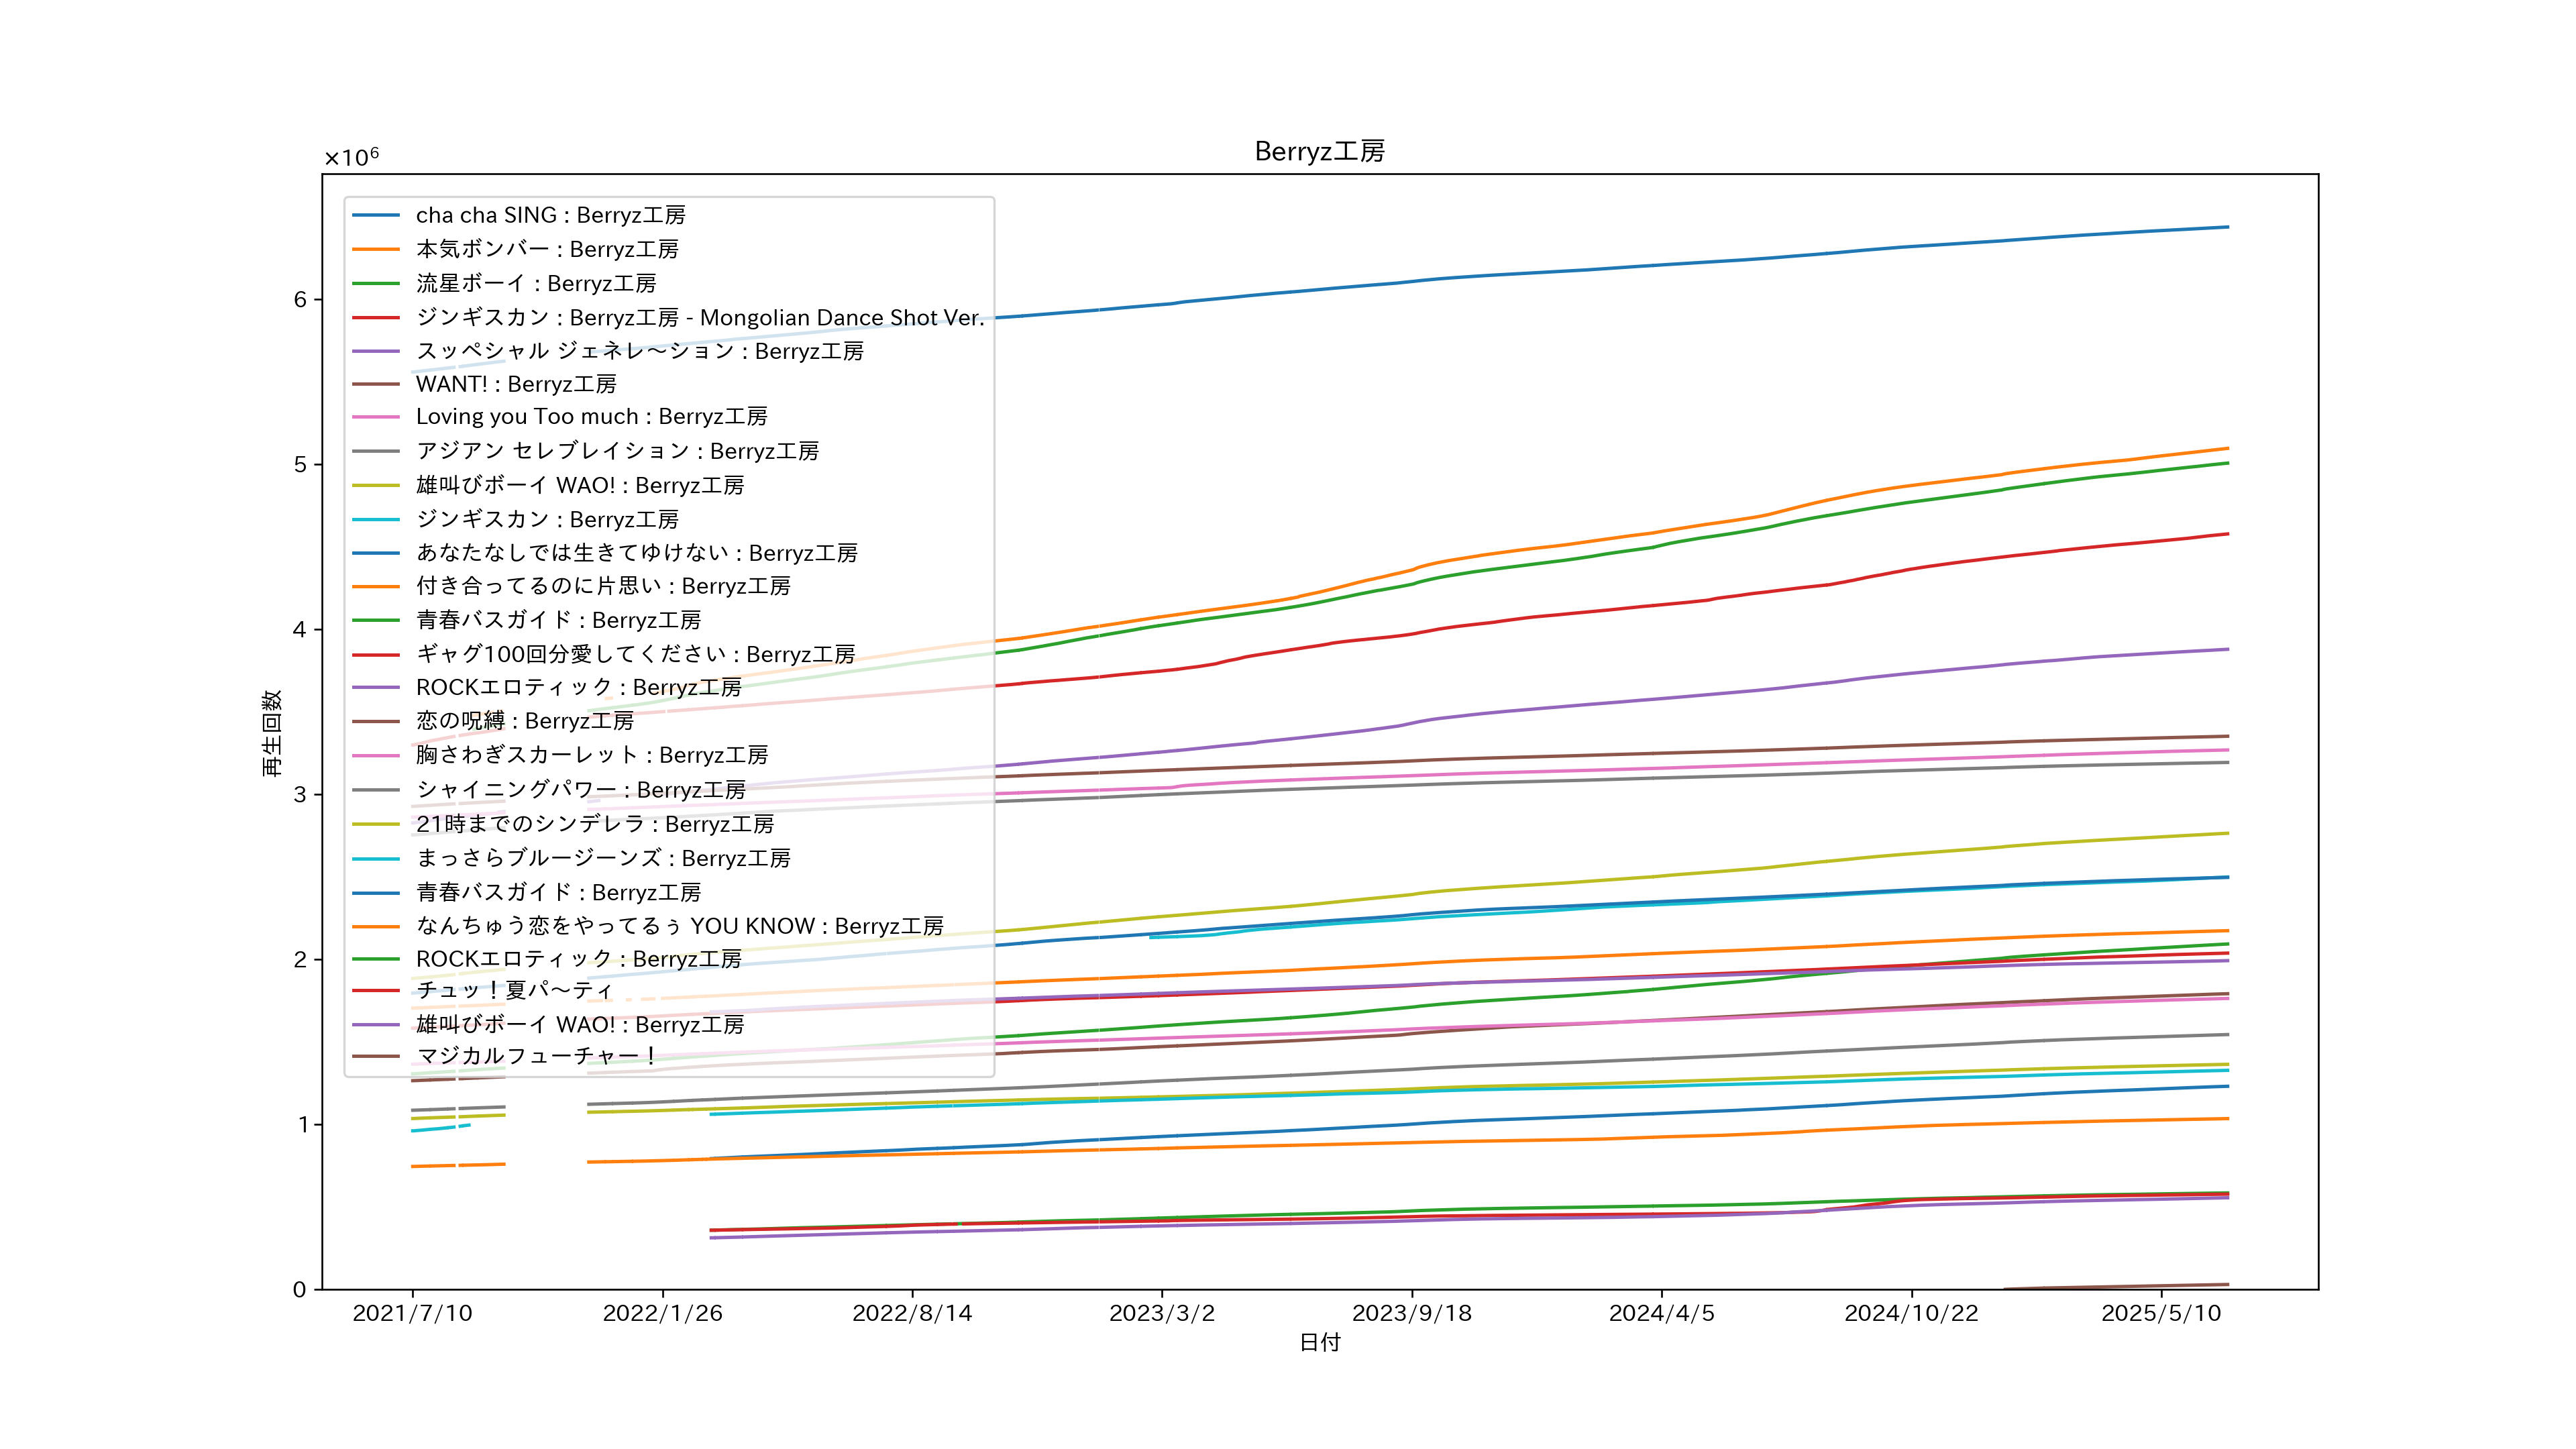 Berryz工房
×10⁶
cha cha SING : Berryz工房
本気ボンバー : Berryz工房
流星ボーイ : Berryz工房
ジンギスカン : Berryz工房 - Mongolian Dance Shot Ver.
スッペシャル ジェネレ～ション : Berryz工房
WANT! : Berryz工房
Loving you Too much : Berryz工房
アジアン セレブレイション : Berryz工房
雄叫びボーイ WAO! : Berryz工房
ジンギスカン : Berryz工房
あなたなしでは生きてゆけない : Berryz工房
付き合ってるのに片思い : Berryz工房
青春バスガイド : Berryz工房
ギャグ100回分愛してください : Berryz工房
ROCKエロティック : Berryz工房
恋の呪縛 : Berryz工房
胸さわぎスカーレット : Berryz工房
シャイニングパワー : Berryz工房
21時までのシンデレラ : Berryz工房
まっさらブルージーンズ : Berryz工房
青春バスガイド : Berryz工房
なんちゅう恋をやってるぅ YOU KNOW : Berryz工房
ROCKエロティック : Berryz工房
チュッ！夏パ～ティ
雄叫びボーイ WAO! : Berryz工房
マジカルフューチャー！
6
5
4
3
2
1
0
再生回数
2021/7/10
2022/1/26
2022/8/14
2023/3/2
2023/9/18
2024/4/5
2024/10/22
2025/5/10
日付